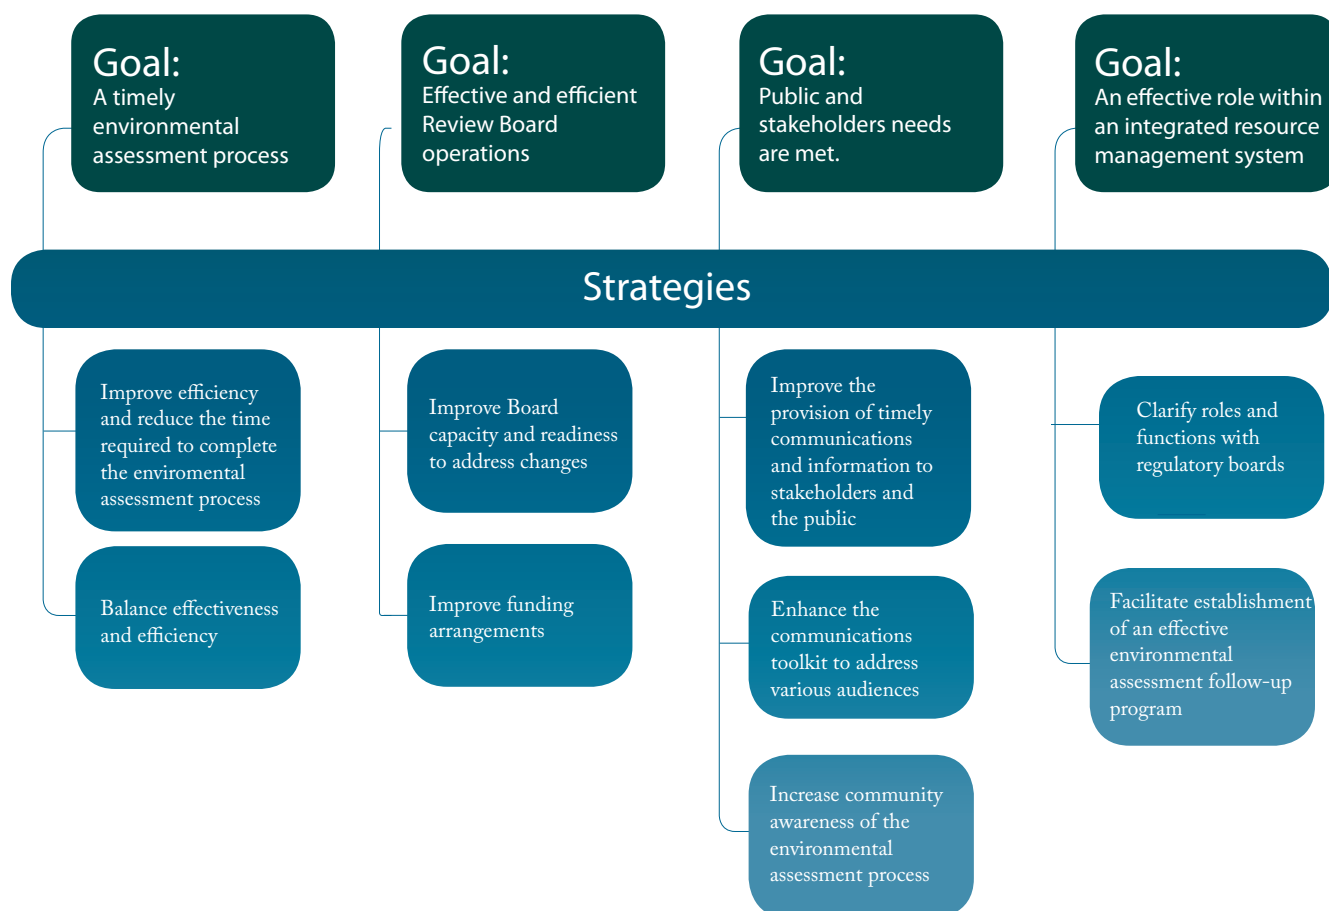 Goal:
A timely
environmental
assessment process
Goal:
Effective and efficient
Review Board
operations
Goal:
Public and
stakeholders needs
are met.
Goal:
An effective role within
an integrated resource
management system
Strategies
Improve efficiency
and reduce the time
required to complete
the enviromental
assessment process
Balance effectiveness
and efficiency
Improve Board
capacity and readiness
to address changes
Improve funding
arrangements
Improve the
provision of timely
communications
and information to
stakeholders and
the public
Enhance the
communications
toolkit to address
various audiences
Increase community
awareness of the
environmental
assessment process
Clarify roles and
functions with
regulatory boards
Facilitate establishment
of an effective
environmental
assessment follow-up
program